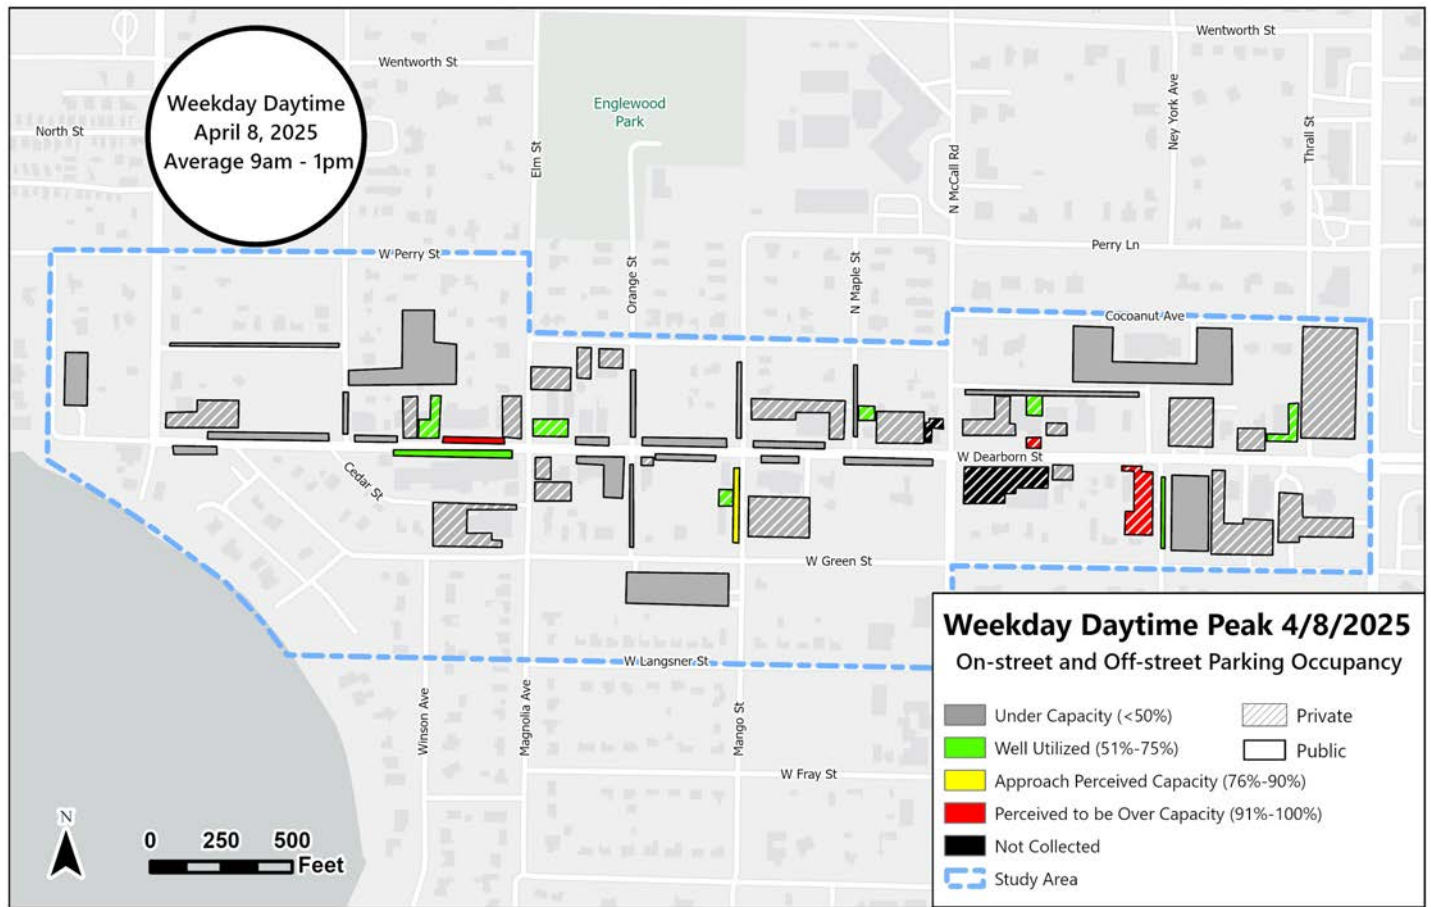 Wentworth St
Wentworth St
Weekday Daytime
April 8, 2025
Average 9am - 1pm
Englewood
Park
North St
Elm St
Ney York Ave
Thrall St
N McCall Rd
W Perry St
Perry Ln
Orange St
N Maple St
Cocoanut Ave
W Dearborn St
Cedar St
W Green St
W Langsner St
Winson Ave
Magnolia Ave
Mango St
W Fray St
N
0 250 500
Feet
Weekday Daytime Peak 4/8/2025
On-street and Off-street Parking Occupancy
Under Capacity (<50%)
Private
Well Utilized (51%-75%)
Public
Approach Perceived Capacity (76%-90%)
Perceived to be Over Capacity (91%-100%)
Not Collected
Study Area